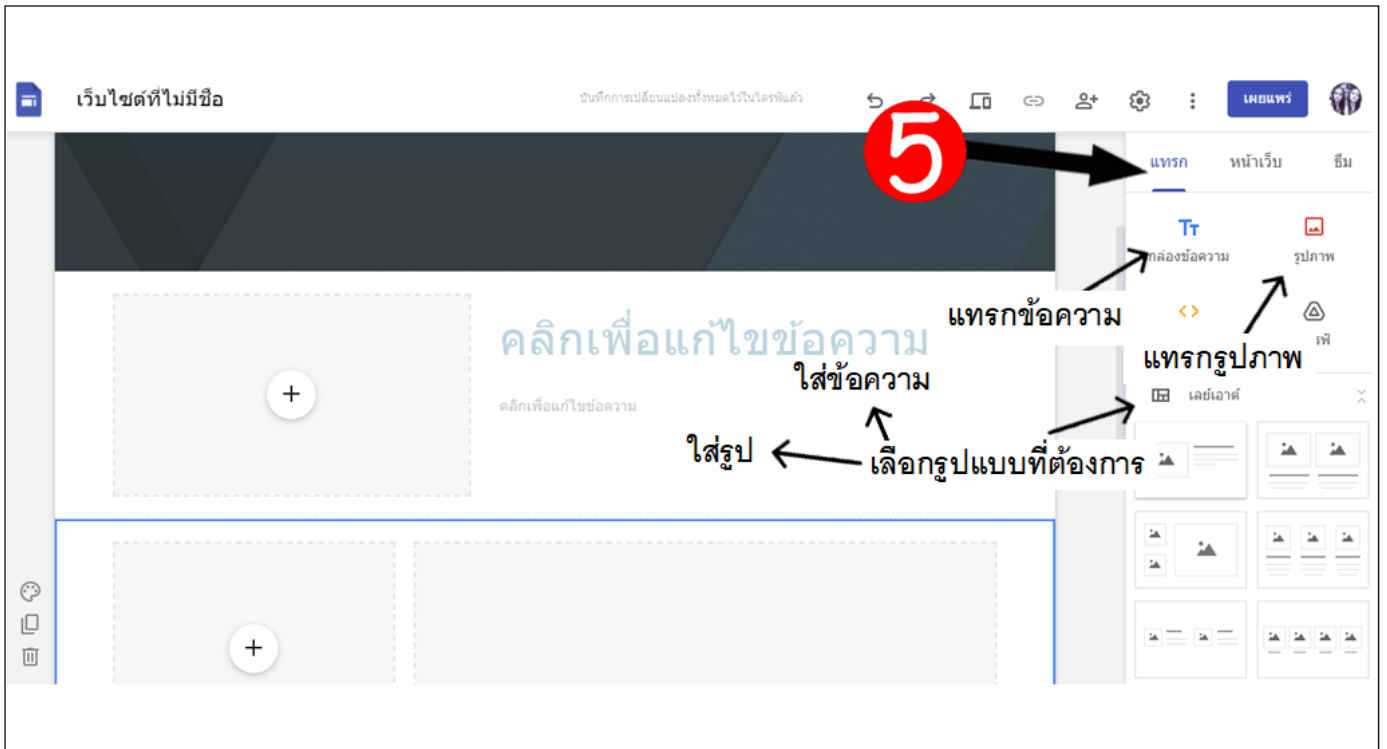 เว็บไซต์ที่ไม่มีชื่อ
บันทึกการเปลี่ยนแปลงทั้งหมดไว้ในไดรฟ์แล้ว
เผยแพร่
5
แทรก
หน้าเว็บ
ธีม
Tт
กล่องข้อความ
รูปภาพ
แทรกข้อความ
คลิกเพื่อแก้ไขข้อความ
แทรกรูปภาพ
ใส่ข้อความ
คลิกเพื่อแก้ไขข้อความ
เลย์เอาต์
ใส่รูป
เลือกรูปแบบที่ต้องการ